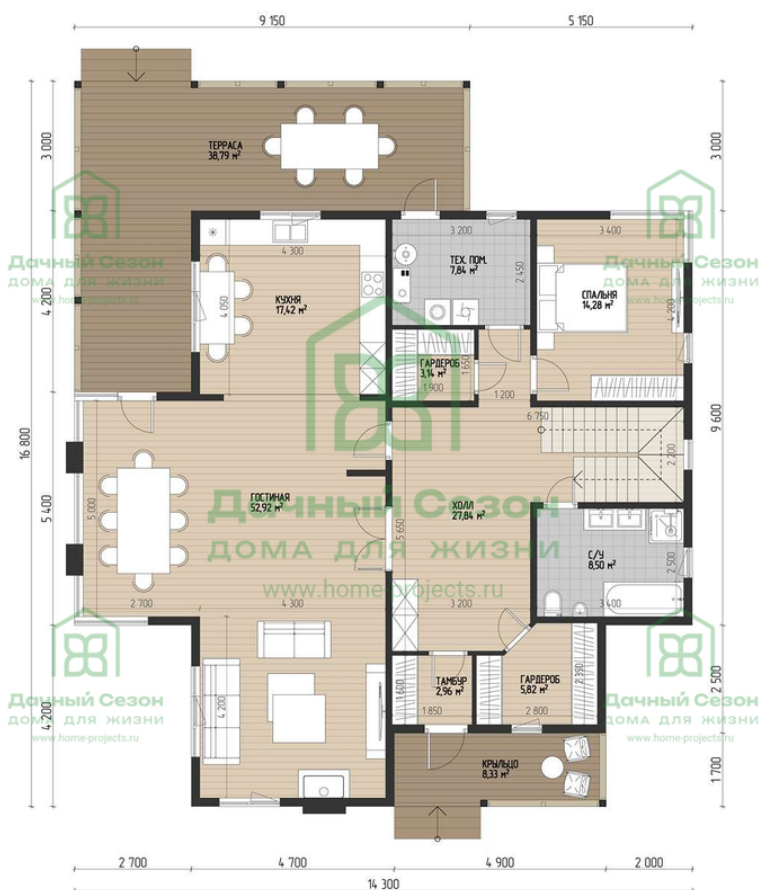 9 150
5 150
3 000
3 000
ТЕРРАСА
38,79 м²
4 300
3 200
3 400
ТЕХ. ПОМ.
7,84 м²
2 450
Дачный Сезон
ДОМА ДЛЯ ЖИЗНИ
www.home-projects.ru
Дачный Сезон
ДОМА ДЛЯ ЖИЗНИ
www.home-projects.ru
4 200
4 050
КУХНЯ
17,42 м²
СПАЛЬНЯ
14,28 м²
4 200
ГАРДЕРОБ
3,14 м²
1 650
1 900
1 200
16 800
9 600
6 750
2 200
5 400
5 000
ГОСТИНАЯ
52,92 м²
ХОЛЛ
27,84 м²
5 650
Дачный Сезон
ДОМА ДЛЯ ЖИЗНИ
www.home-projects.ru
С/У
8,50 м²
2 500
2 700
4 300
3 200
3 400
4 200
4 200
ТАМБУР
2,96 м²
1 600
1 850
ГАРДЕРОБ
5,82 м²
2 350
2 800
2 500
Дачный Сезон
ДОМА ДЛЯ ЖИЗНИ
www.home-projects.ru
Дачный Сезон
ДОМА ДЛЯ ЖИЗНИ
www.home-projects.ru
КРЫЛЬЦО
8,33 м²
1 700
2 700
4 700
4 900
2 000
14 300